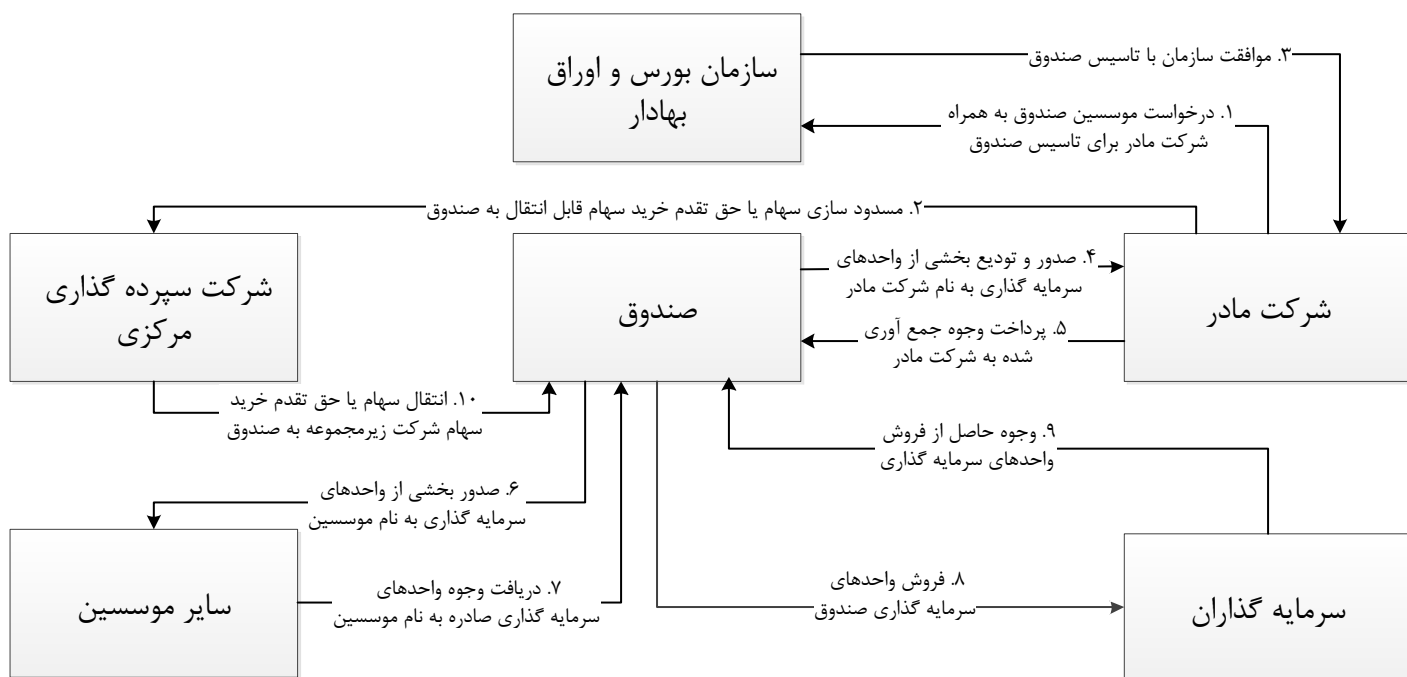 سازمان بورس و اوراق
بهادار
۳. موافقت سازمان با تاسیس صندوق
۱. درخواست موسسین صندوق به همراه
شرکت مادر برای تاسیس صندوق
۲. مسدود سازی سهام یا حق تقدم خرید سهام قابل انتقال به صندوق
شرکت مادر
۴. صدور و تودیع بخشی از واحدهای
سرمایه گذاری به نام شرکت مادر
۵. پرداخت وجوه جمع آوری
شده به شرکت مادر
صندوق
شرکت سپرده گذاری
مرکزی
۱۰. انتقال سهام یا حق تقدم خرید
سهام شرکت زیرمجموعه به صندوق
۹. وجوه حاصل از فروش
واحدهای سرمایه گذاری
۶. صدور بخشی از واحدهای
سرمایه گذاری به نام موسسین
۷. دریافت وجوه واحدهای
سرمایه گذاری صادره به نام موسسین
۸. فروش واحدهای
سرمایه گذاری صندوق
سرمایه گذاران
سایر موسسین